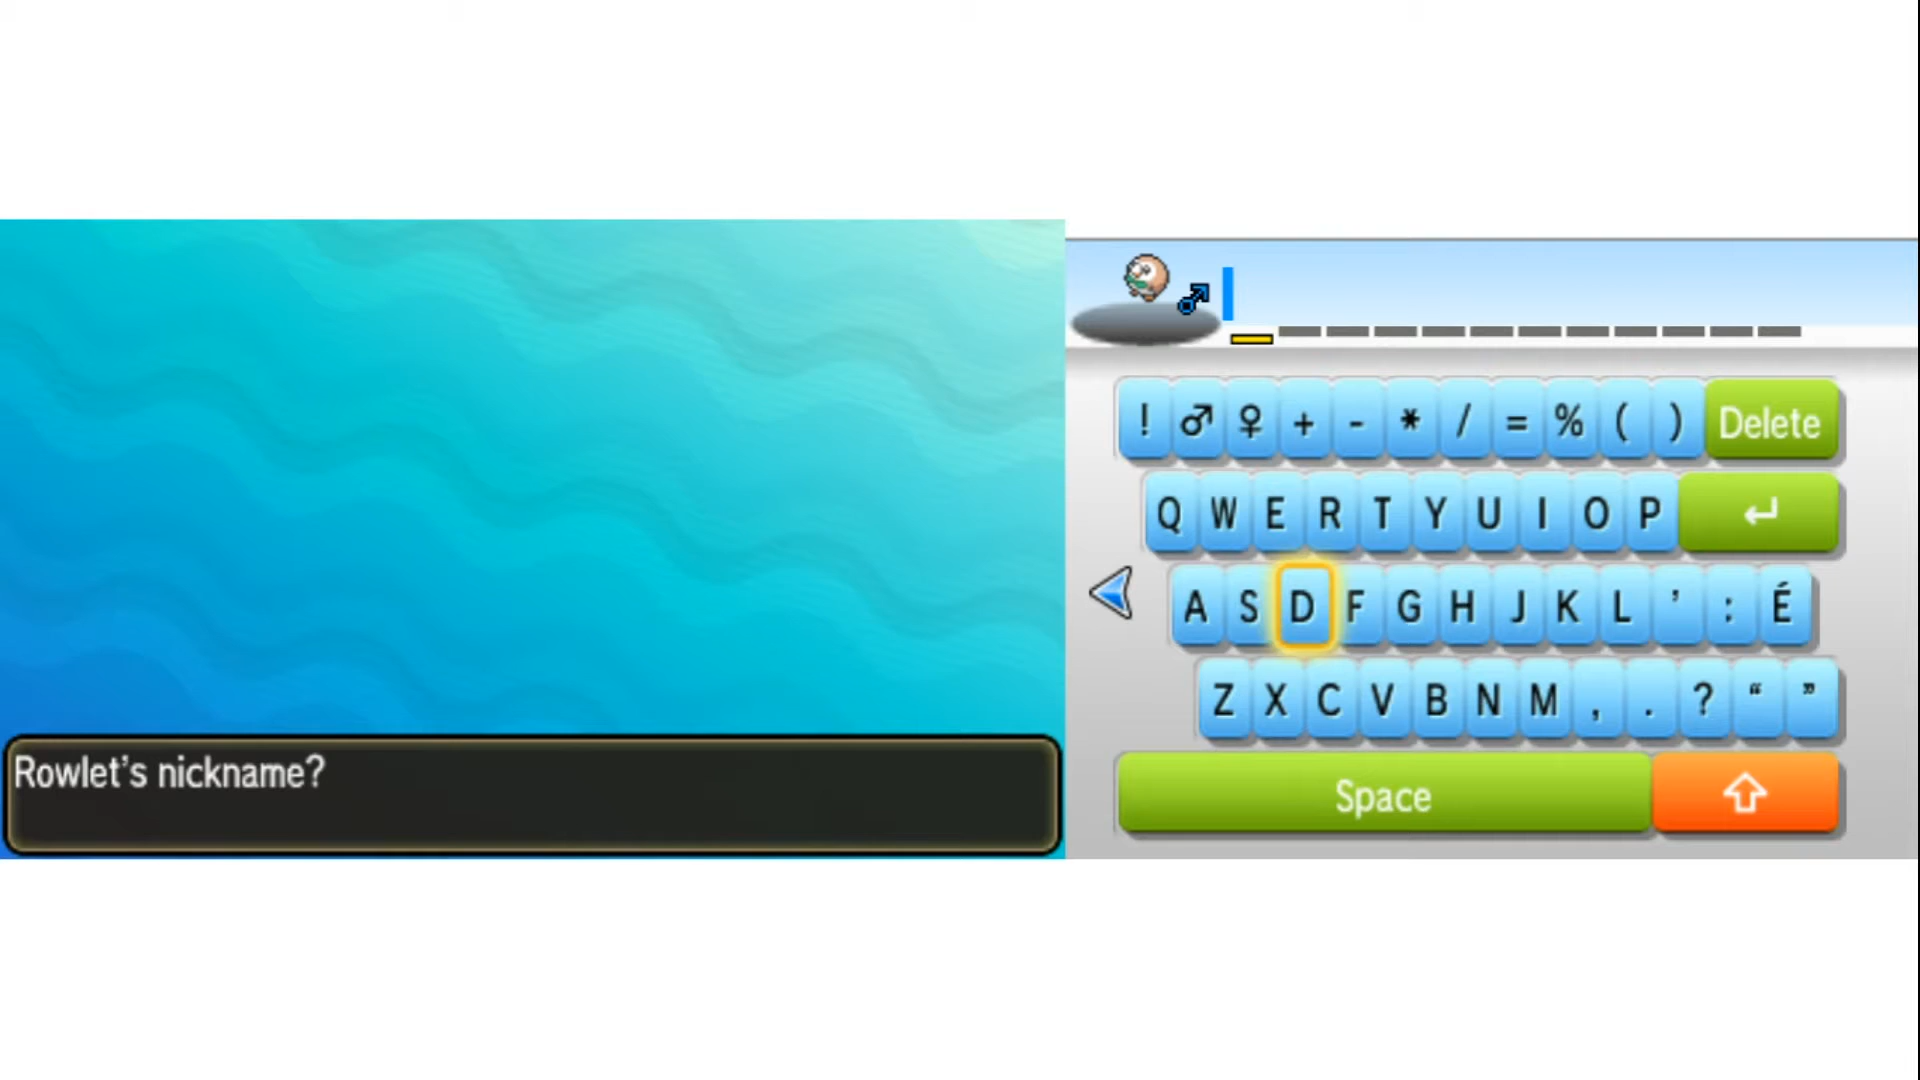 Rowlet's nickname?
! ♂ ♀ + - * / = % ( ) Delete
Q W E R T Y U I O P ↵
A S D F G H J K L ’ : É
Z X C V B N M , . ? “ ”
Space